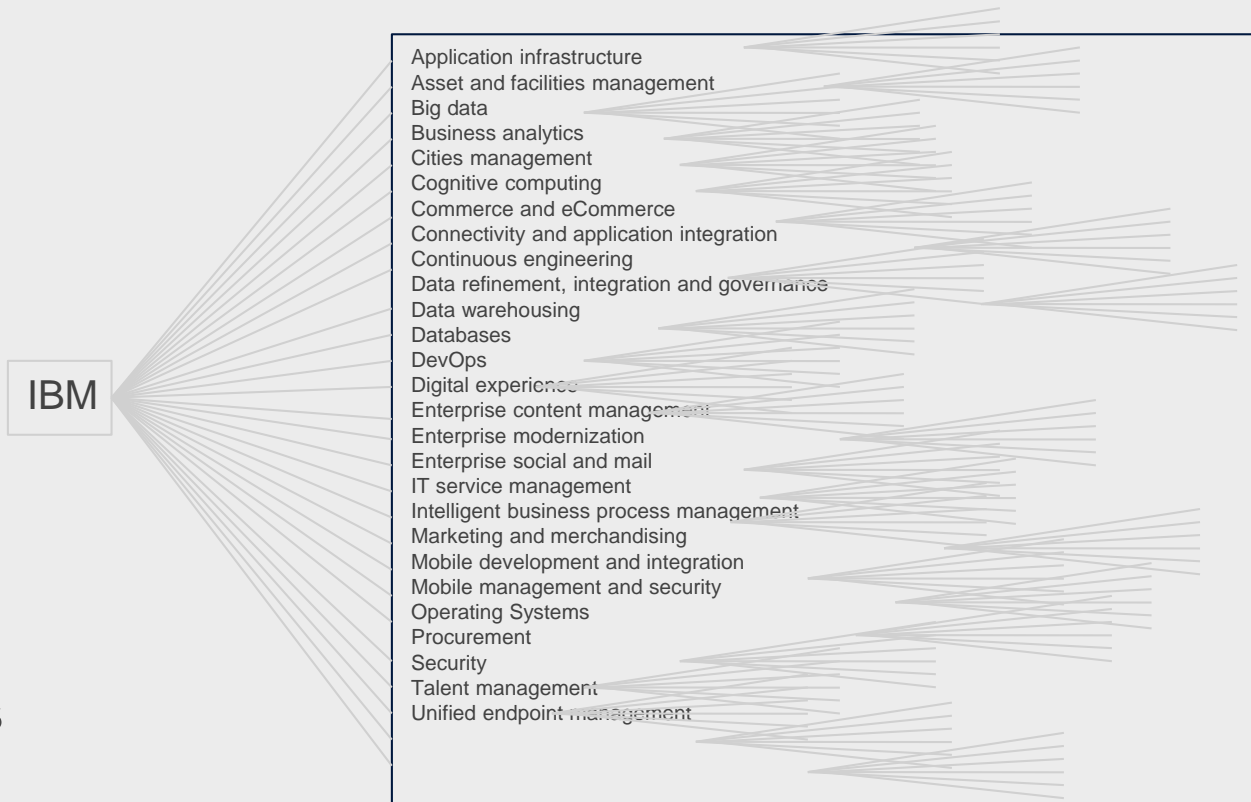 IBM
Application infrastructure
Asset and facilities management
Big data
Business analytics
Cities management
Cognitive computing
Commerce and eCommerce
Connectivity and application integration
Continuous engineering
Data refinement, integration and governance
Data warehousing
Databases
DevOps
Digital experience
Enterprise content management
Enterprise modernization
Enterprise social and mail
IT service management
Intelligent business process management
Marketing and merchandising
Mobile development and integration
Mobile management and security
Operating Systems
Procurement
Security
Talent management
Unified endpoint management